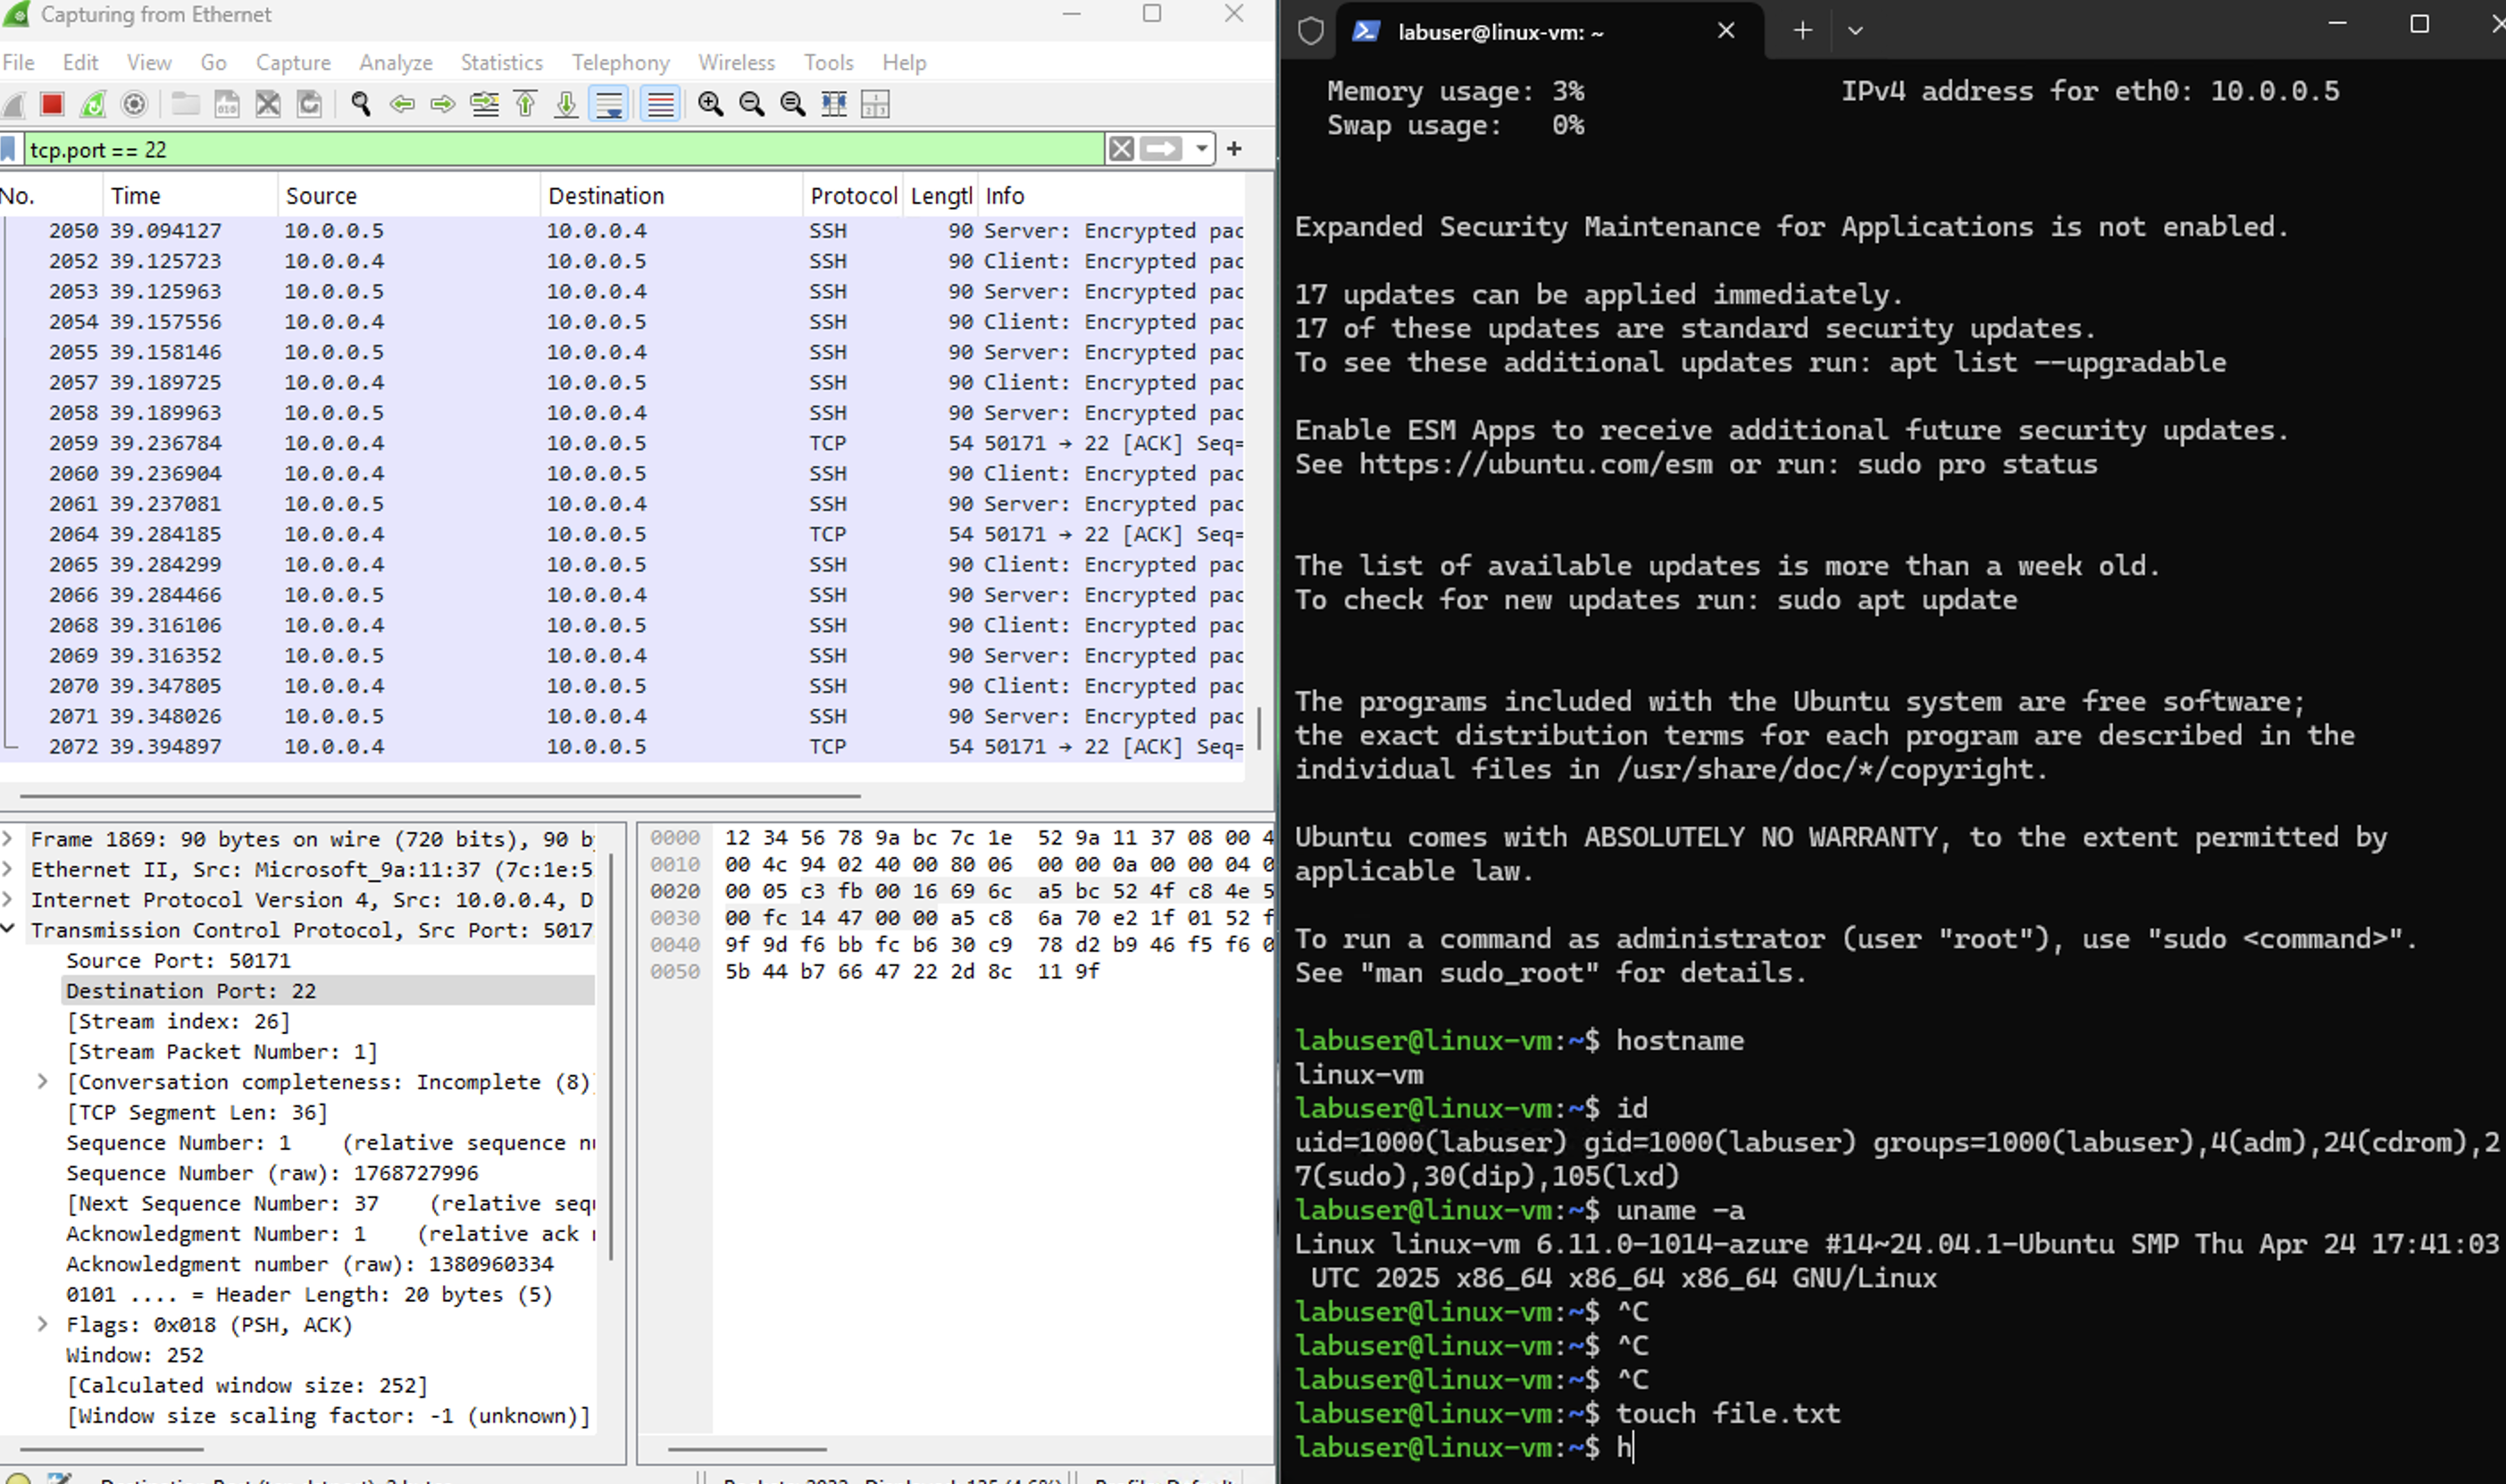 Capturing from Ethernet
File Edit View Go Capture Analyze Statistics Telephony Wireless Tools Help
tcp.port == 22
No. Time Source Destination Protocol Lengtl Info
2050 39.094127 10.0.0.5 10.0.0.4 SSH 90 Server: Encrypted pac
2052 39.125723 10.0.0.4 10.0.0.5 SSH 90 Client: Encrypted pac
2053 39.125963 10.0.0.5 10.0.0.4 SSH 90 Server: Encrypted pac
2054 39.157556 10.0.0.4 10.0.0.5 SSH 90 Client: Encrypted pac
2055 39.158146 10.0.0.5 10.0.0.4 SSH 90 Server: Encrypted pac
2057 39.189725 10.0.0.4 10.0.0.5 SSH 90 Client: Encrypted pac
2058 39.189963 10.0.0.5 10.0.0.4 SSH 90 Server: Encrypted pac
2059 39.236784 10.0.0.4 10.0.0.5 TCP 54 50171 → 22 [ACK] Seq=
2060 39.236904 10.0.0.4 10.0.0.5 SSH 90 Client: Encrypted pac
2061 39.237081 10.0.0.5 10.0.0.4 SSH 90 Server: Encrypted pac
2064 39.284185 10.0.0.4 10.0.0.5 TCP 54 50171 → 22 [ACK] Seq=
2065 39.284299 10.0.0.4 10.0.0.5 SSH 90 Client: Encrypted pac
2066 39.284466 10.0.0.5 10.0.0.4 SSH 90 Server: Encrypted pac
2068 39.316106 10.0.0.4 10.0.0.5 SSH 90 Client: Encrypted pac
2069 39.316352 10.0.0.5 10.0.0.4 SSH 90 Server: Encrypted pac
2070 39.347805 10.0.0.4 10.0.0.5 SSH 90 Client: Encrypted pac
2071 39.348026 10.0.0.5 10.0.0.4 SSH 90 Server: Encrypted pac
2072 39.394897 10.0.0.4 10.0.0.5 TCP 54 50171 → 22 [ACK] Seq=
Frame 1869: 90 bytes on wire (720 bits), 90 b
Ethernet II, Src: Microsoft_9a:11:37 (7c:1e:5
Internet Protocol Version 4, Src: 10.0.0.4, D
Transmission Control Protocol, Src Port: 5017
Source Port: 50171
Destination Port: 22
[Stream index: 26]
[Stream Packet Number: 1]
[Conversation completeness: Incomplete (8)
[TCP Segment Len: 36]
Sequence Number: 1 (relative sequence nu
Sequence Number (raw): 1768727996
[Next Sequence Number: 37 (relative sequ
Acknowledgment Number: 1 (relative ack
Acknowledgment number (raw): 1380960334
0101 .... = Header Length: 20 bytes (5)
Flags: 0x018 (PSH, ACK)
Window: 252
[Calculated window size: 252]
[Window size scaling factor: -1 (unknown)]
0000 12 34 56 78 9a bc 7c 1e 52 9a 11 37 08 00 4
0010 00 4c 94 02 40 00 80 06 00 00 0a 00 00 04 0
0020 00 05 c3 fb 00 16 69 6c a5 bc 52 4f c8 4e 5
0030 00 fc 14 47 00 00 a5 c8 6a 70 e2 1f 01 52 f
0040 9f 9d f6 bb fc b6 30 c9 78 d2 b9 46 f5 f6 0
0050 5b 44 b7 66 47 22 2d 8c 11 9f
labuser@linux-vm: ~
Memory usage: 3% IPv4 address for eth0: 10.0.0.5
Swap usage: 0%
Expanded Security Maintenance for Applications is not enabled.
17 updates can be applied immediately.
17 of these updates are standard security updates.
To see these additional updates run: apt list --upgradable
Enable ESM Apps to receive additional future security updates.
See https://ubuntu.com/esm or run: sudo pro status
The list of available updates is more than a week old.
To check for new updates run: sudo apt update
The programs included with the Ubuntu system are free software;
the exact distribution terms for each program are described in the
individual files in /usr/share/doc/*/copyright.
Ubuntu comes with ABSOLUTELY NO WARRANTY, to the extent permitted by
applicable law.
To run a command as administrator (user "root"), use "sudo <command>".
See "man sudo_root" for details.
labuser@linux-vm:~$ hostname
linux-vm
labuser@linux-vm:~$ id
uid=1000(labuser) gid=1000(labuser) groups=1000(labuser),4(adm),24(cdrom),2
7(sudo),30(dip),105(lxd)
labuser@linux-vm:~$ uname -a
Linux linux-vm 6.11.0-1014-azure #14~24.04.1-Ubuntu SMP Thu Apr 24 17:41:03
UTC 2025 x86_64 x86_64 x86_64 GNU/Linux
labuser@linux-vm:~$ ^C
labuser@linux-vm:~$ ^C
labuser@linux-vm:~$ ^C
labuser@linux-vm:~$ touch file.txt
labuser@linux-vm:~$ h